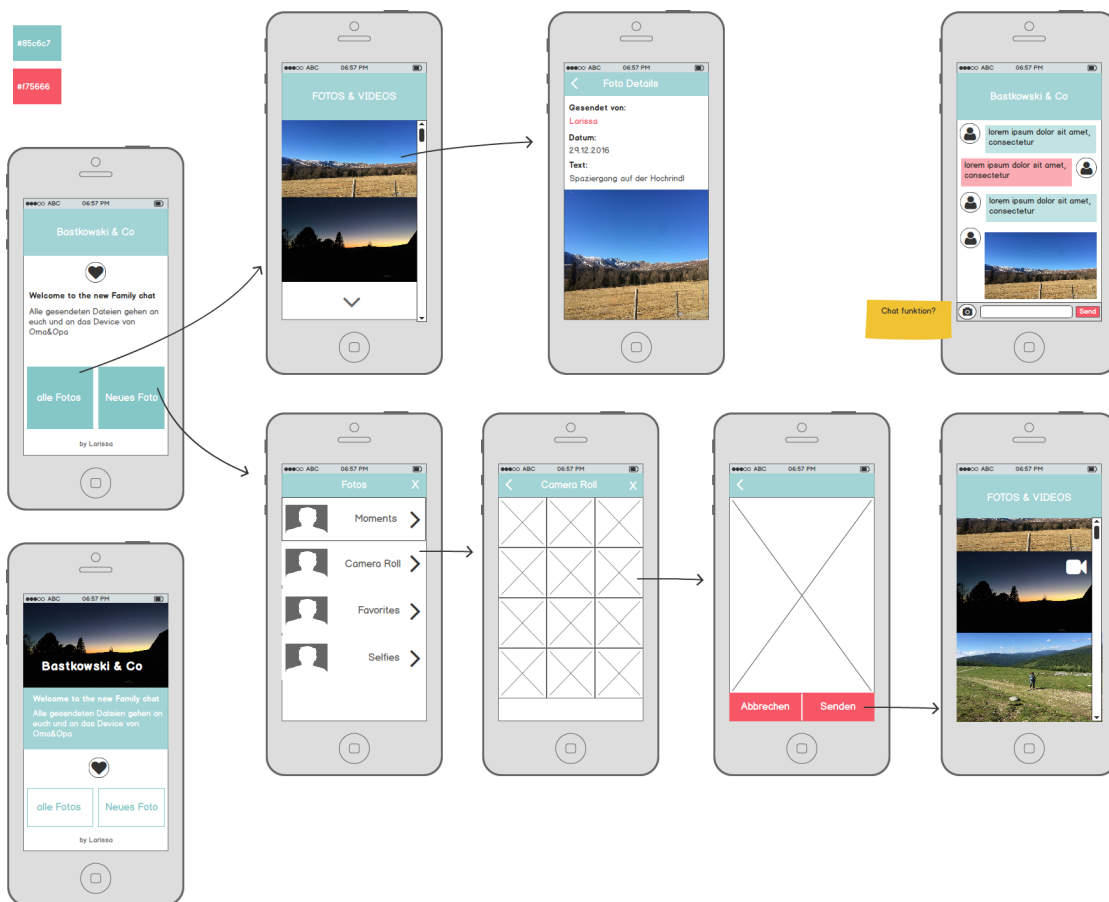 #85c6c7
#f75666
●●●○○ ABC 06:57 PM
Bastkowski & Co
Welcome to the new Family chat
Alle gesendeten Dateien gehen an
euch und an das Device von
Oma&Opa
alle Fotos Neues Foto
by Larissa
●●●○○ ABC 06:57 PM
Bastkowski & Co
Welcome to the new Family chat
Alle gesendeten Dateien gehen an
euch und an das Device von
Oma&Opa
alle Fotos Neues Foto
by Larissa
●●●○○ ABC 06:57 PM
FOTOS & VIDEOS
●●●○○ ABC 06:57 PM
Foto Details
Gesendet von:
Larissa
Datum:
29.12.2016
Text:
Spaziergang auf der Hochrindl
●●●○○ ABC 06:57 PM
Bastkowski & Co
lorem ipsum dolor sit amet,
consectetur
lorem ipsum dolor sit amet,
consectetur
lorem ipsum dolor sit amet,
consectetur
Send
Chat funktion?
●●●○○ ABC 06:57 PM
Fotos X
Moments
Camera Roll
Favorites
Selfies
●●●○○ ABC 06:57 PM
Camera Roll X
●●●○○ ABC 06:57 PM
Abbrechen Senden
●●●○○ ABC 06:57 PM
FOTOS & VIDEOS